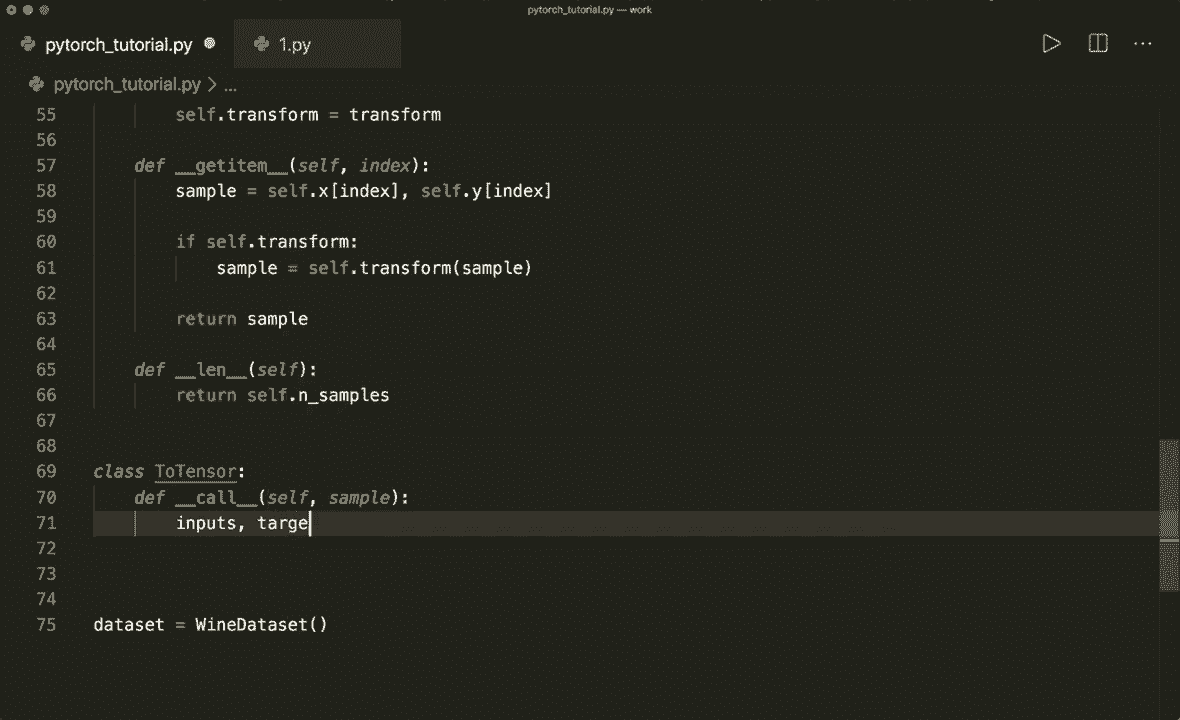 pytorch_tutorial.py — work
pytorch_tutorial.py 1.py
pytorch_tutorial.py > ...
55 self.transform = transform
56
57 def __getitem__(self, index):
58 sample = self.x[index], self.y[index]
59
60 if self.transform:
61 sample = self.transform(sample)
62
63 return sample
64
65 def __len__(self):
66 return self.n_samples
67
68
69 class ToTensor:
70 def __call__(self, sample):
71 inputs, targe
72
73
74
75 dataset = WineDataset()